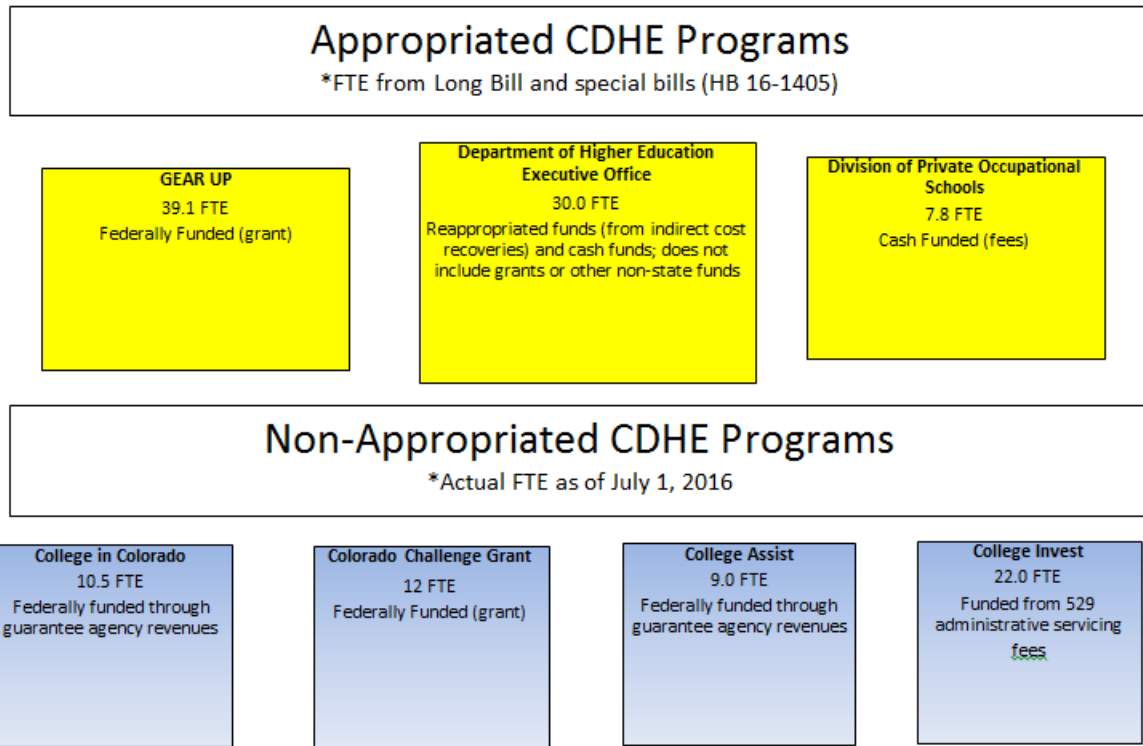 Appropriated CDHE Programs
*FTE from Long Bill and special bills (HB 16-1405)
GEAR UP
39.1 FTE
Federally Funded (grant)
Department of Higher Education
Executive Office
30.0 FTE
Reappropriated funds (from indirect cost
recoveries) and cash funds; does not
include grants or other non-state funds
Division of Private Occupational
Schools
7.8 FTE
Cash Funded (fees)
Non-Appropriated CDHE Programs
*Actual FTE as of July 1, 2016
College in Colorado
10.5 FTE
Federally funded through
guarantee agency revenues
Colorado Challenge Grant
12 FTE
Federally Funded (grant)
College Assist
9.0 FTE
Federally funded through
guarantee agency revenues
College Invest
22.0 FTE
Funded from 529
administrative servicing
fees